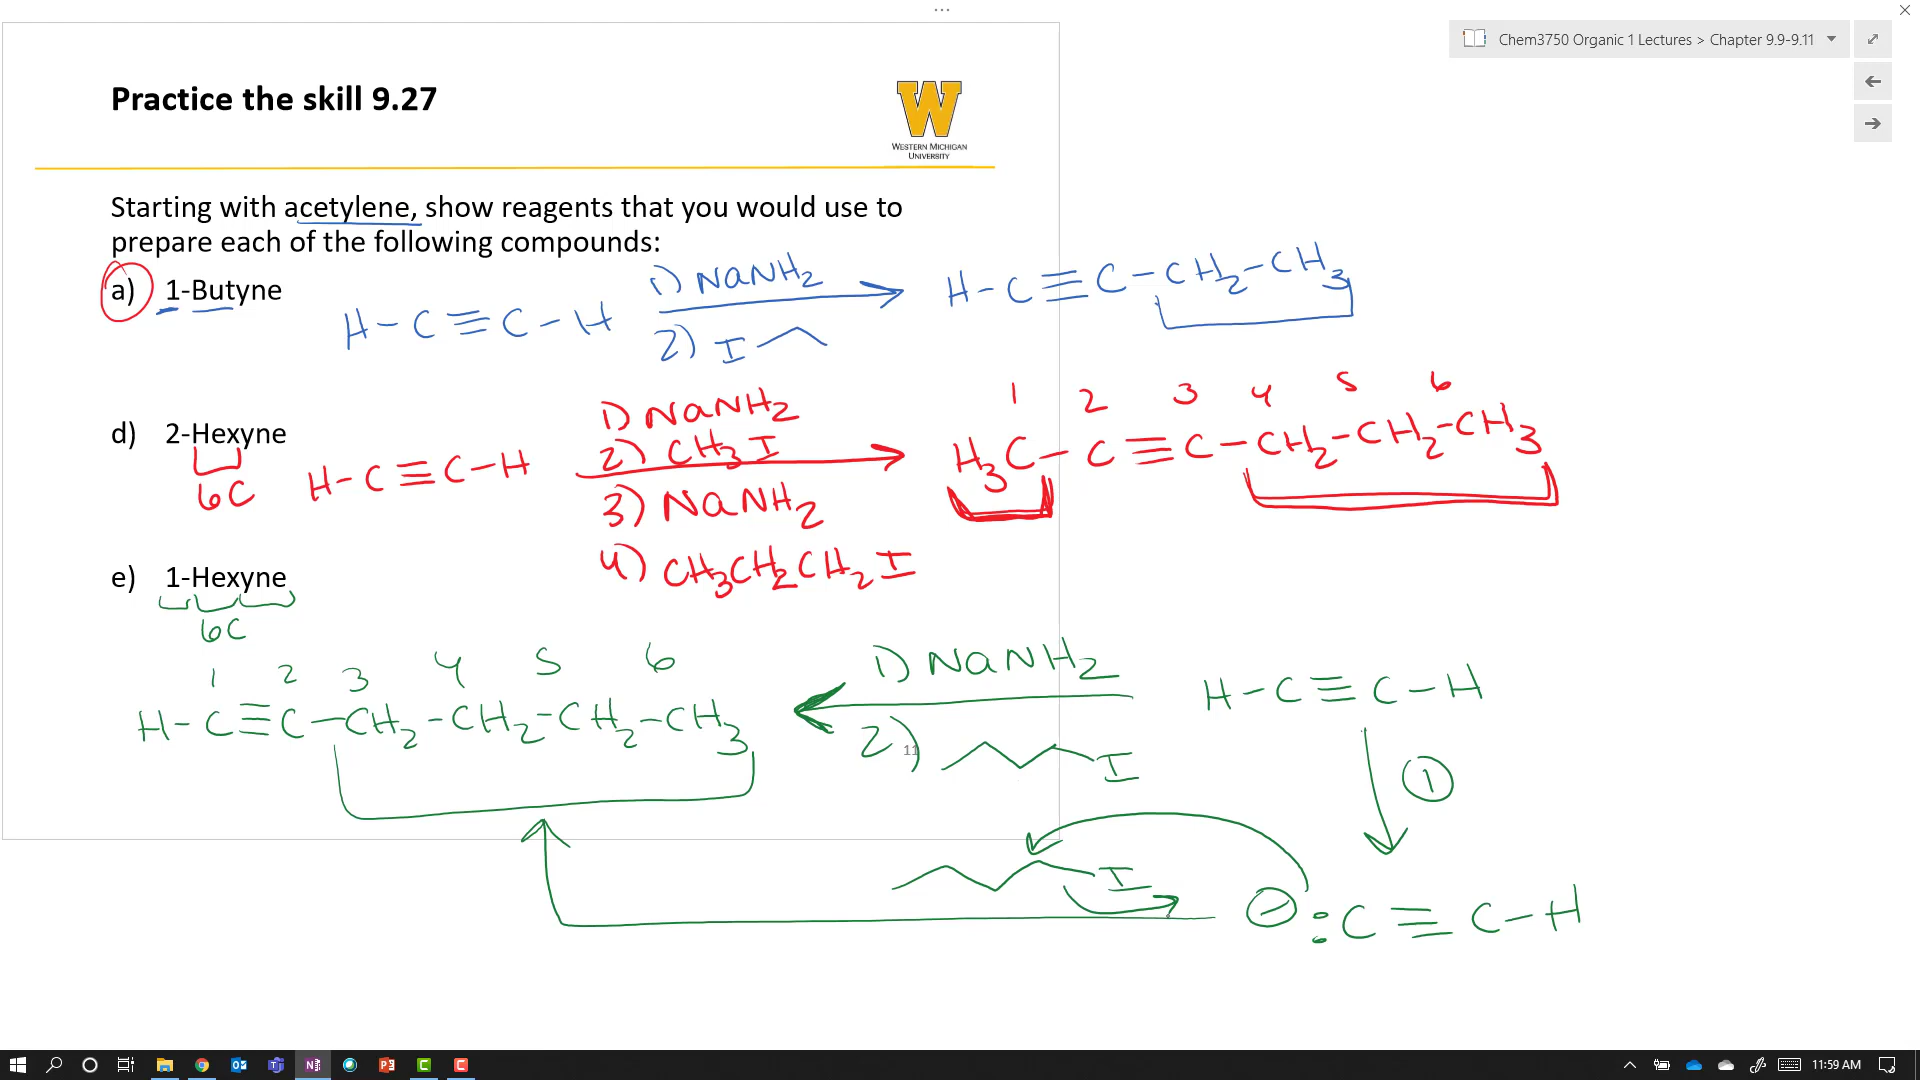 Chem3750 Organic 1 Lectures > Chapter 9.9-9.11
Practice the skill 9.27
W
WESTERN MICHIGAN
UNIVERSITY
Starting with acetylene, show reagents that you would use to
prepare each of the following compounds:
a) 1-Butyne
H-C≡C-H
1) NaNH2
2) I
H-C≡C-CH2-CH3
d) 2-Hexyne
6C
H-C≡C-H
1) NaNH2
2) CH3I
3) NaNH2
4) CH3CH2CH2I
1 2 3 4 5 6
H3C-C≡C-CH2-CH2-CH3
e) 1-Hexyne
6C
1 2 3 4 5 6
H-C≡C-CH2-CH2-CH2-CH3
1) NaNH2
2) I
11
H-C≡C-H
1
I
⊖:C≡C-H
11:59 AM